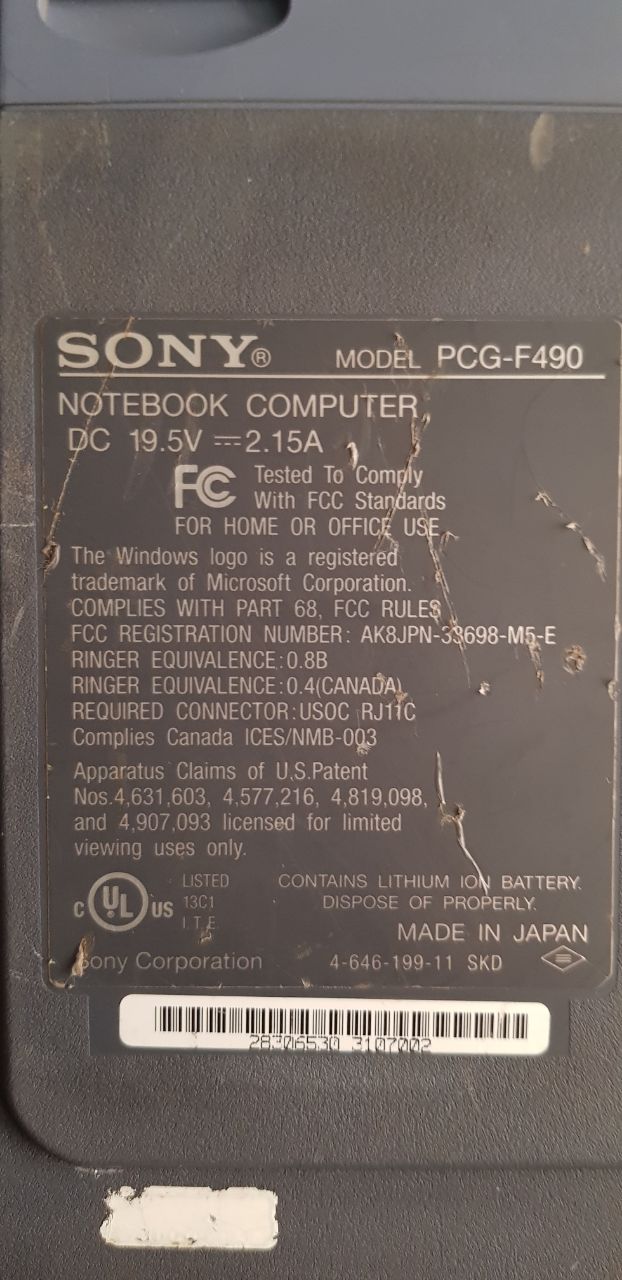 SONY® MODEL PCG-F490
NOTEBOOK COMPUTER
DC 19.5V ⎓ 2.15A
FC Tested To Comply
With FCC Standards
FOR HOME OR OFFICE USE
The Windows logo is a registered
trademark of Microsoft Corporation.
COMPLIES WITH PART 68, FCC RULES
FCC REGISTRATION NUMBER: AK8JPN-33698-M5-E
RINGER EQUIVALENCE:0.8B
RINGER EQUIVALENCE:0.4(CANADA)
REQUIRED CONNECTOR:USOC RJ11C
Complies Canada ICES/NMB-003
Apparatus Claims of U.S.Patent
Nos.4,631,603, 4,577,216, 4,819,098,
and 4,907,093 licensed for limited
viewing uses only.
C UL US
LISTED
13C1
I.T.E.
CONTAINS LITHIUM ION BATTERY.
DISPOSE OF PROPERLY.
MADE IN JAPAN
Sony Corporation 4-646-199-11 SKD
28306530 3107002